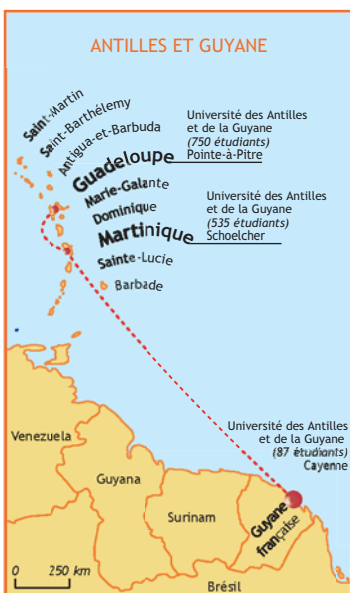 ANTILLES ET GUYANE
Saint-Martin
Saint-Barthélemy
Antigua-et-Barbuda
Guadeloupe
Université des Antilles
et de la Guyane
(750 étudiants)
Pointe-à-Pitre
Marie-Galante
Dominique
Martinique
Université des Antilles
et de la Guyane
(535 étudiants)
Schoelcher
Sainte-Lucie
Barbade
Université des Antilles
et de la Guyane
(87 étudiants)
Cayenne
Venezuela
Guyana
Surinam
Guyane
française
Brésil
0 250 km